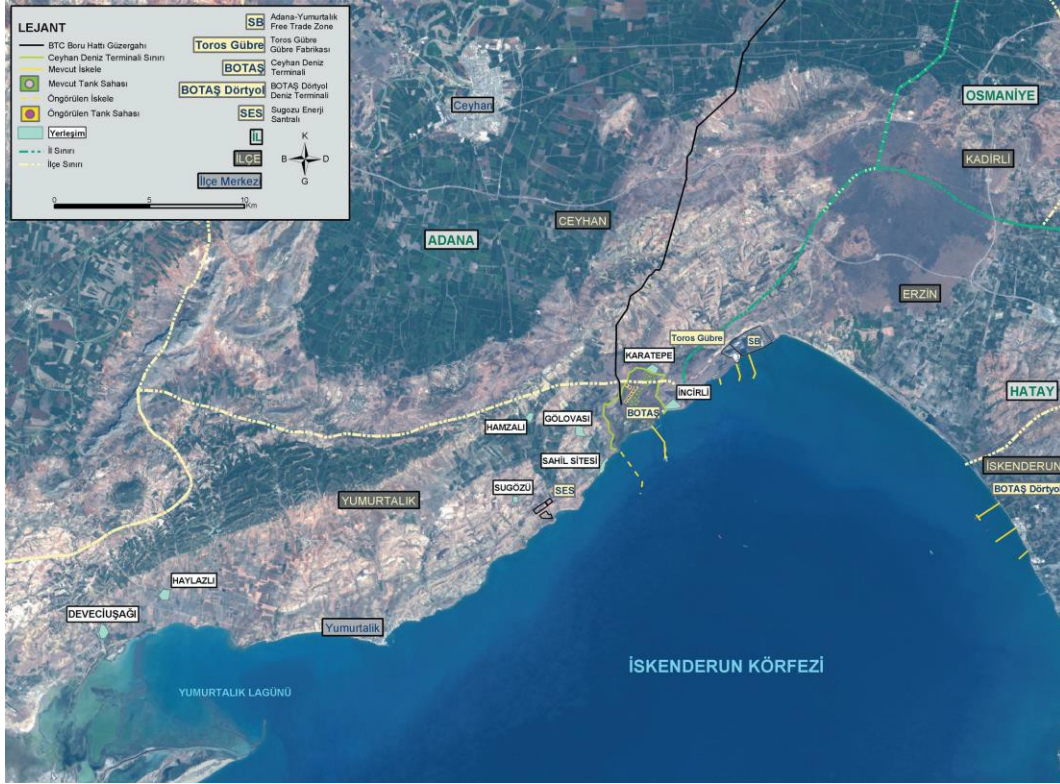 LEJANT
BTC Boru Hattı Güzergahı
Ceyhan Deniz Terminali Sınırı
Mevcut İskele
Mevcut Tank Sahası
Öngörülen İskele
Öngörülen Tank Sahası
Yerleşim
İl Sınırı
İlçe Sınırı
SB
Adana-Yumurtalık
Free Trade Zone
Toros Gübre
Toros Gübre
Gübre Fabrikası
BOTAŞ
Ceyhan Deniz
Terminali
BOTAŞ Dörtyol
BOTAŞ Dörtyol
Deniz Terminali
SES
Sugozu Enerji
Santralı
İL
İLÇE
İlçe Merkezi
K
B
D
G
0
5
10
Km
Ceyhan
OSMANİYE
KADİRLİ
CEYHAN
ADANA
ERZİN
Toros Gübre
SB
KARATEPE
İNCİRLİ
HATAY
BOTAŞ
GÖLOVASI
HAMZALI
SAHİL SİTESİ
İSKENDERUN
BOTAŞ Dörtyol
SUGÖZÜ
SES
YUMURTALIK
HAYLAZLI
DEVECİUŞAĞI
Yumurtalik
İSKENDERUN KÖRFEZİ
YUMURTALIK LAGÜNÜ